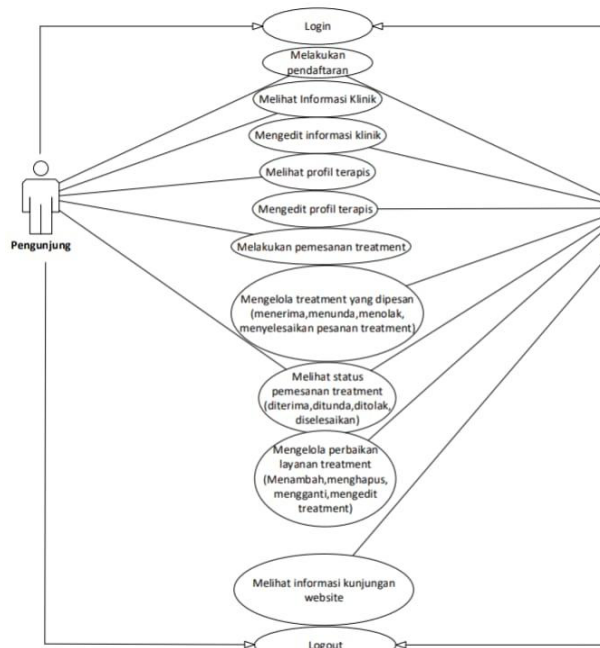 Login
Melakukan
pendaftaran
Melihat Informasi Klinik
Mengedit informasi klinik
Melihat profil terapis
Mengedit profil terapis
Pengunjung
Melakukan pemesanan treatment
Mengelola treatment yang dipesan
(menerima,menunda,menolak,
menyelesaikan pesanan treatment)
Melihat status
pemesanan treatment
(diterima,ditunda,ditolak,
diselesaikan)
Mengelola perbaikan
layanan treatment
(Menambah,menghapus,
mengganti,mengedit
treatment)
Melihat informasi kunjungan
website
Logout